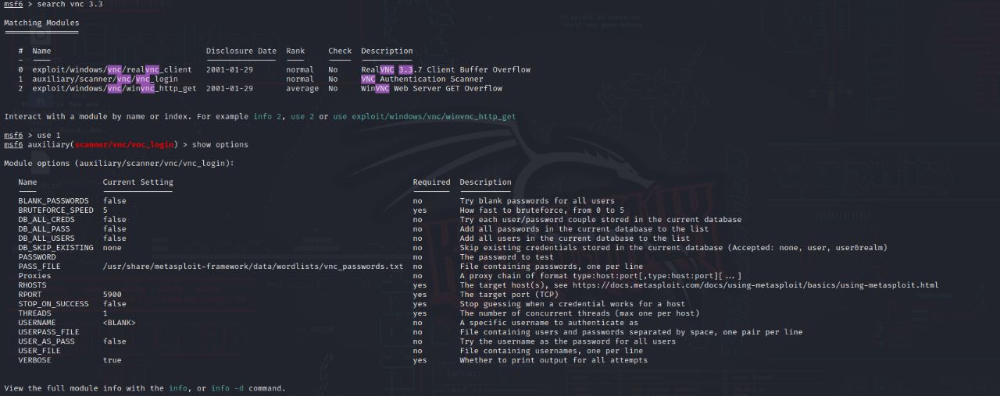 msf6 > search vnc 3.3
Matching Modules
# Name Disclosure Date Rank Check Description
0 exploit/windows/vnc/realvnc_client 2001-01-29 normal No RealVNC 3.3.7 Client Buffer Overflow
1 auxiliary/scanner/vnc/vnc_login normal No VNC Authentication Scanner
2 exploit/windows/vnc/winvnc_http_get 2001-01-29 average No WinVNC Web Server GET Overflow
Interact with a module by name or index. For example info 2, use 2 or use exploit/windows/vnc/winvnc_http_get
msf6 > use 1
msf6 auxiliary(scanner/vnc/vnc_login) > show options
Module options (auxiliary/scanner/vnc/vnc_login):
Name Current Setting Required Description
BLANK_PASSWORDS false no Try blank passwords for all users
BRUTEFORCE_SPEED 5 yes How fast to bruteforce, from 0 to 5
DB_ALL_CREDS false no Try each user/password couple stored in the current database
DB_ALL_PASS false no Add all passwords in the current database to the list
DB_ALL_USERS false no Add all users in the current database to the list
DB_SKIP_EXISTING none no Skip existing credentials stored in the current database (Accepted: none, user, user&realm)
PASSWORD no The password to test
PASS_FILE /usr/share/metasploit-framework/data/wordlists/vnc_passwords.txt no File containing passwords, one per line
Proxies no A proxy chain of format type:host:port[,type:host:port][...]
RHOSTS yes The target host(s), see https://docs.metasploit.com/docs/using-metasploit/basics/using-metasploit.html
RPORT 5900 yes The target port (TCP)
STOP_ON_SUCCESS false yes Stop guessing when a credential works for a host
THREADS 1 yes The number of concurrent threads (max one per host)
USERNAME <BLANK> no A specific username to authenticate as
USERPASS_FILE no File containing users and passwords separated by space, one pair per line
USER_AS_PASS false no Try the username as the password for all users
USER_FILE no File containing usernames, one per line
VERBOSE true yes Whether to print output for all attempts
View the full module info with the info, or info -d command.